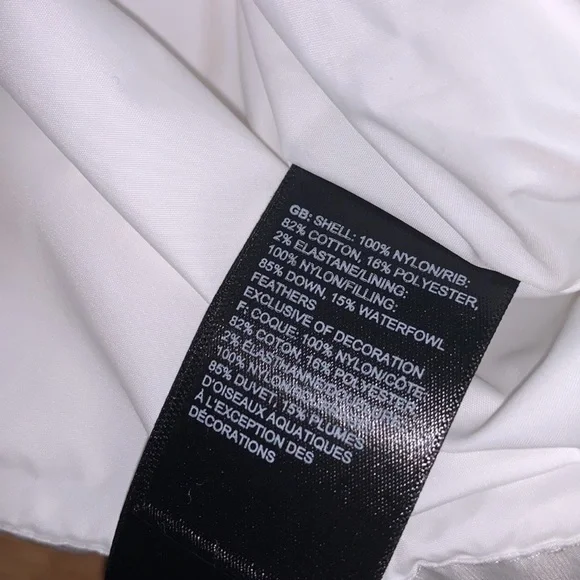 GB: SHELL: 100% NYLON/RIB:
82% COTTON, 16% POLYESTER,
2% ELASTANE/LINING:
100% NYLON/FILLING:
85% DOWN, 15% WATERFOWL
FEATHERS
EXCLUSIVE OF DECORATION
F: COQUE: 100% NYLON/CÔTE
82% COTON, 16% POLYESTER,
2% ÉLASTHANNE/
100% NYLON/
85% DUVET, 15% PLUMES
D'OISEAUX AQUATIQUES
À L'EXCEPTION DES
DÉCORATIONS